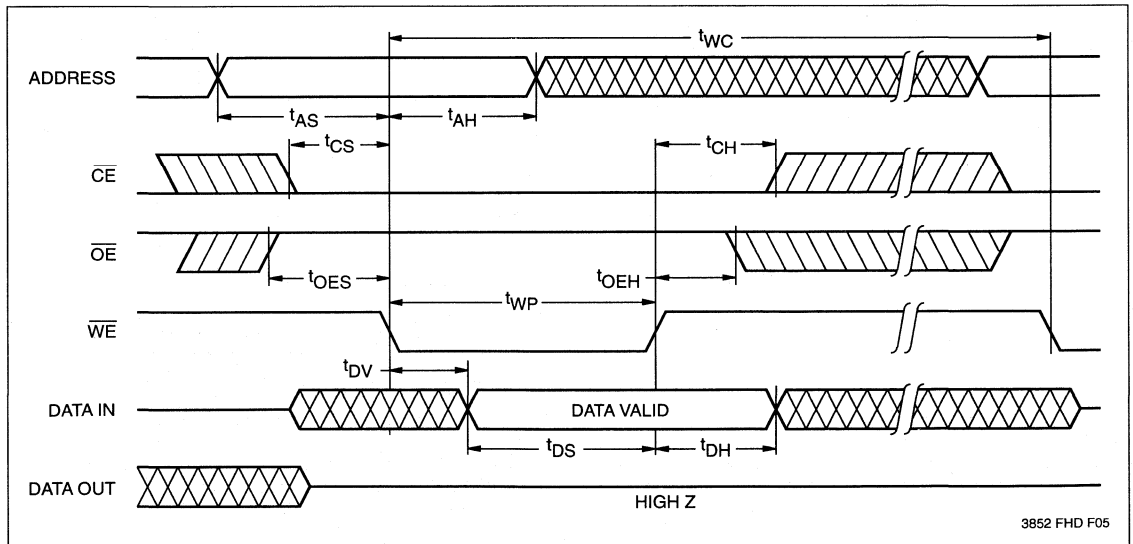 tWC
ADDRESS
tAS
tAH
tCS
tCH
CE
OE
tOES
tOEH
tWP
WE
tDV
DATA IN
DATA VALID
tDS
tDH
DATA OUT
HIGH Z
3852 FHD F05